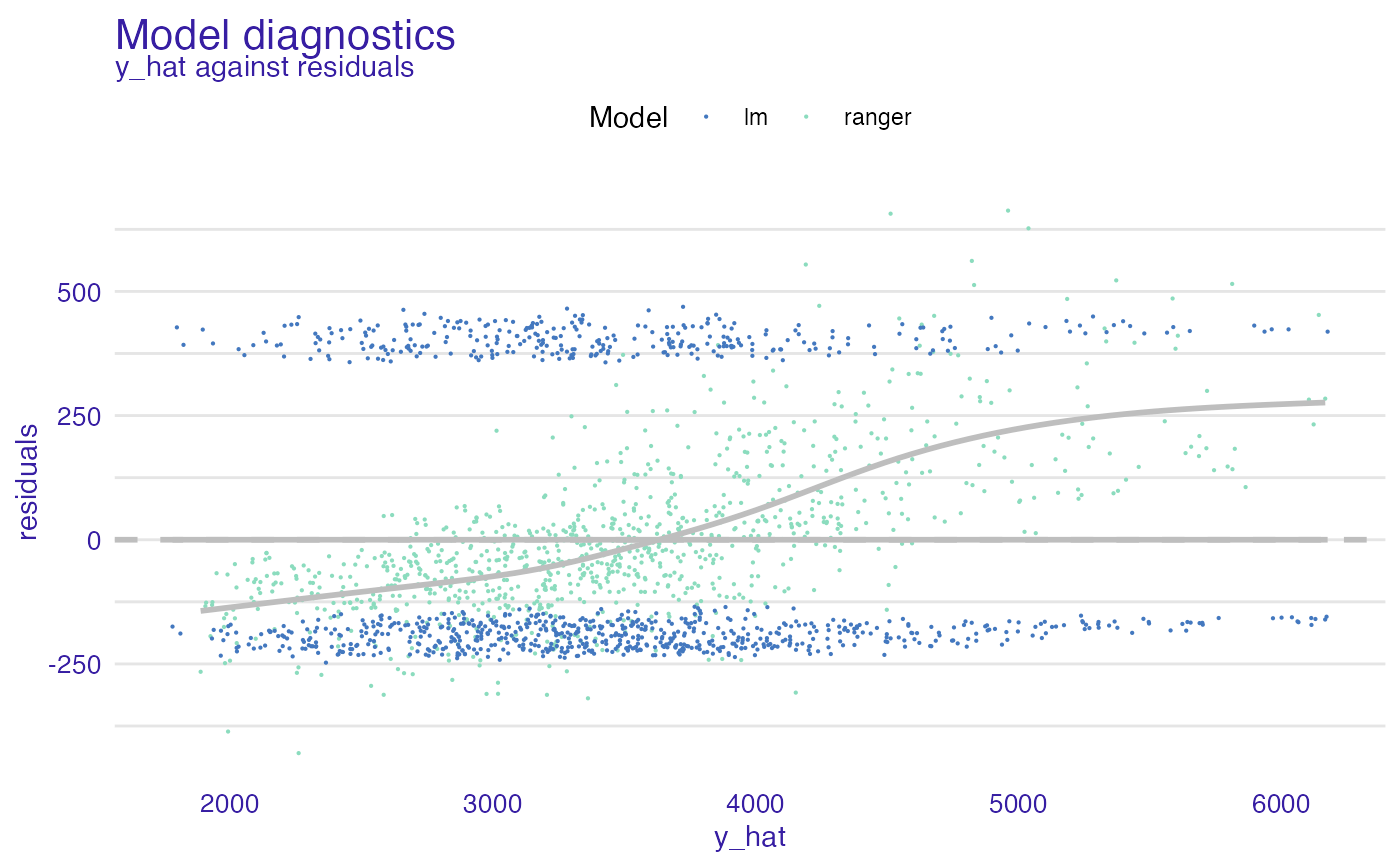 Model diagnostics
y_hat against residuals
Model lm ranger
500
250
0
-250
residuals
2000 3000 4000 5000 6000
y_hat